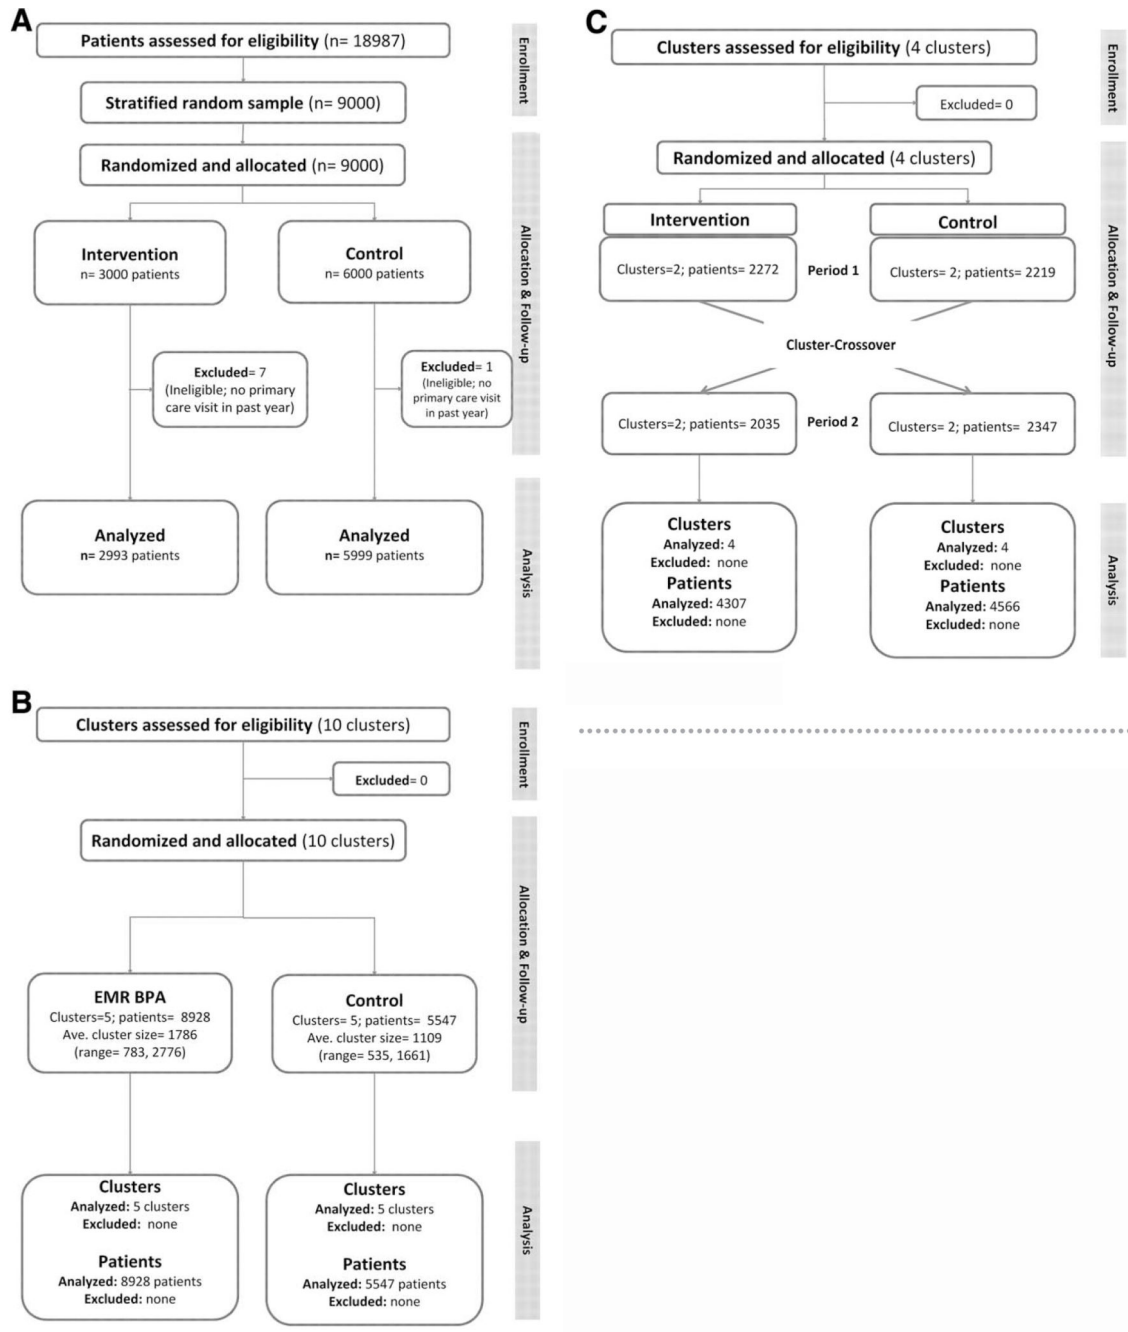 A
Patients assessed for eligibility (n= 18987)
Enrollment
Stratified random sample (n= 9000)
Randomized and allocated (n= 9000)
Allocation & Follow-up
Intervention
n= 3000 patients
Control
n= 6000 patients
Excluded= 7
(Ineligible; no primary
care visit in past year)
Excluded= 1
(Ineligible; no
primary care visit
in past year)
Analyzed
n= 2993 patients
Analyzed
n= 5999 patients
Analysis
B
Clusters assessed for eligibility (10 clusters)
Enrollment
Excluded= 0
Randomized and allocated (10 clusters)
Allocation & Follow-up
EMR BPA
Clusters=5; patients= 8928
Ave. cluster size= 1786
(range= 783, 2776)
Control
Clusters= 5; patients= 5547
Ave. cluster size= 1109
(range= 535, 1661)
Clusters
Analyzed: 5 clusters
Excluded: none
Patients
Analyzed: 8928 patients
Excluded: none
Clusters
Analyzed: 5 clusters
Excluded: none
Patients
Analyzed: 5547 patients
Excluded: none
Analysis
C
Clusters assessed for eligibility (4 clusters)
Enrollment
Excluded= 0
Randomized and allocated (4 clusters)
Allocation & Follow-up
Intervention
Control
Clusters=2; patients= 2272
Period 1
Clusters= 2; patients= 2219
Cluster-Crossover
Clusters=2; patients= 2035
Period 2
Clusters= 2; patients= 2347
Clusters
Analyzed: 4
Excluded: none
Patients
Analyzed: 4307
Excluded: none
Clusters
Analyzed: 4
Excluded: none
Patients
Analyzed: 4566
Excluded: none
Analysis